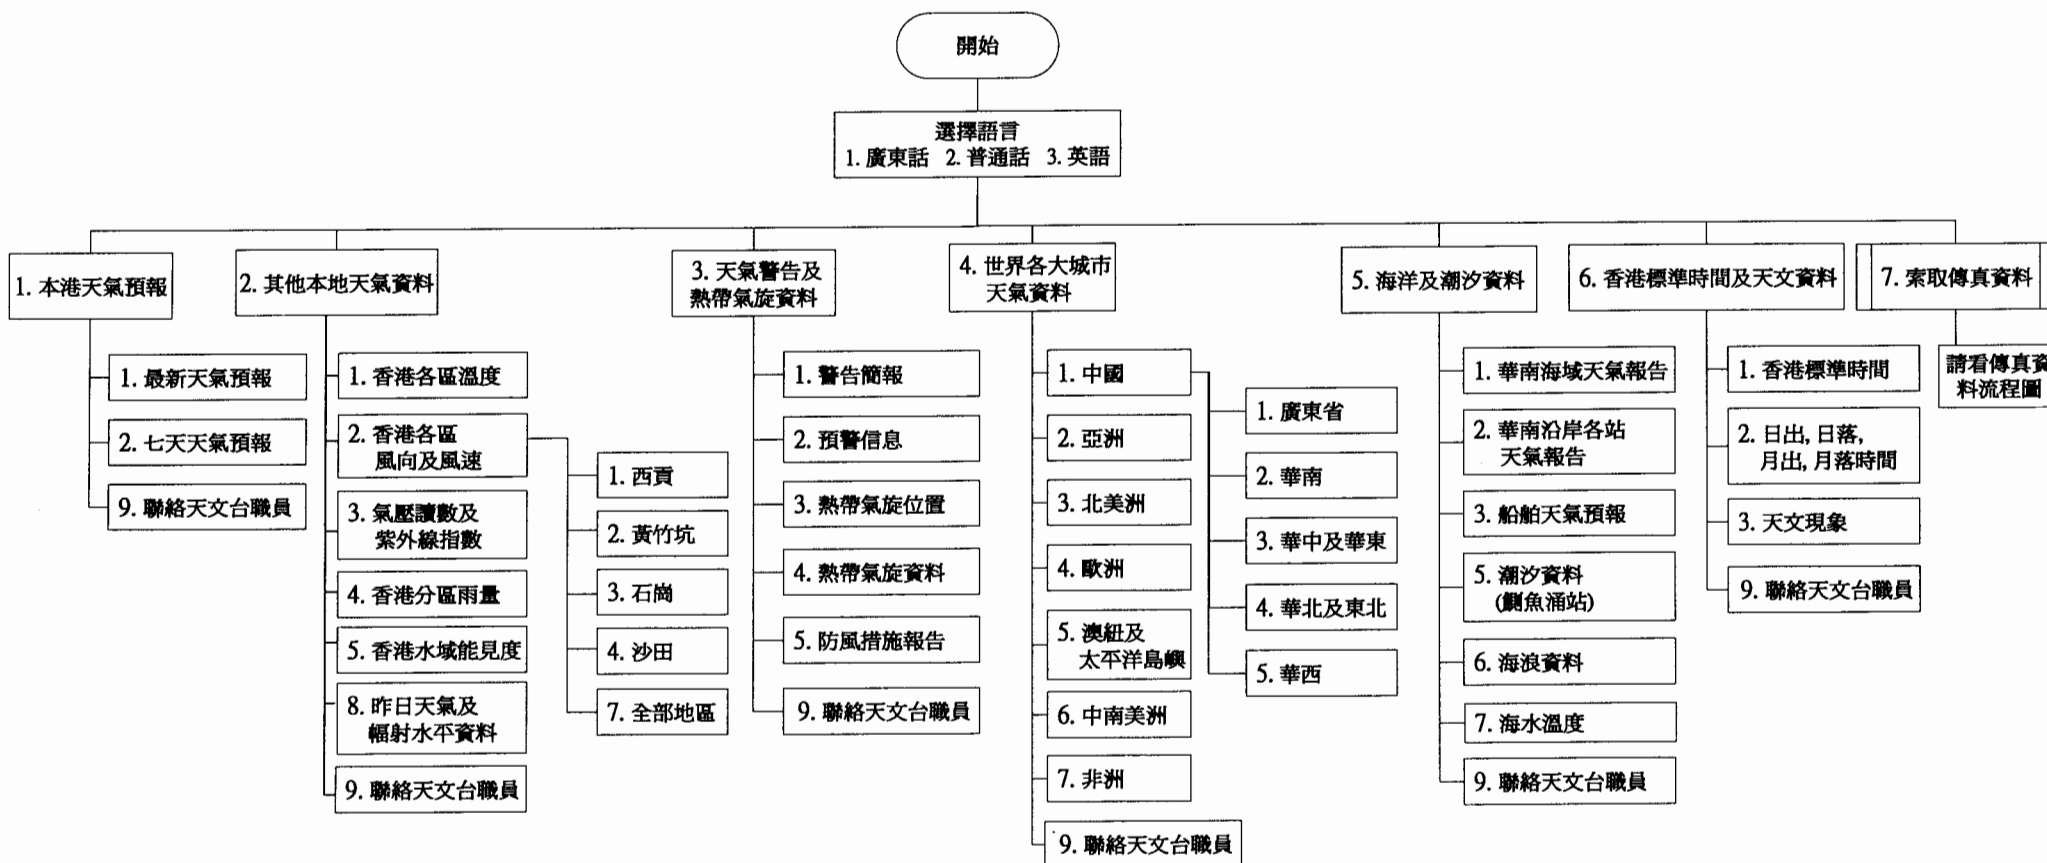 開始
選擇語言
1. 廣東話 2. 普通話 3. 英語
1. 本港天氣預報
1. 最新天氣預報
2. 七天天氣預報
9. 聯絡天文台職員
2. 其他本地天氣資料
1. 香港各區溫度
2. 香港各區
風向及風速
1. 西貢
2. 黃竹坑
3. 石崗
4. 沙田
7. 全部地區
3. 氣壓讀數及
紫外線指數
4. 香港分區雨量
5. 香港水域能見度
8. 昨日天氣及
輻射水平資料
9. 聯絡天文台職員
3. 天氣警告及
熱帶氣旋資料
1. 警告簡報
2. 預警信息
3. 熱帶氣旋位置
4. 熱帶氣旋資料
5. 防風措施報告
9. 聯絡天文台職員
4. 世界各大城市
天氣資料
1. 中國
1. 廣東省
2. 華南
3. 華中及華東
4. 華北及東北
5. 華西
2. 亞洲
3. 北美洲
4. 歐洲
5. 澳紐及
太平洋島嶼
6. 中南美洲
7. 非洲
9. 聯絡天文台職員
5. 海洋及潮汐資料
1. 華南海域天氣報告
2. 華南沿岸各站
天氣報告
3. 船舶天氣預報
5. 潮汐資料
(鰂魚涌站)
6. 海浪資料
7. 海水溫度
9. 聯絡天文台職員
6. 香港標準時間及天文資料
1. 香港標準時間
2. 日出, 日落,
月出, 月落時間
3. 天文現象
9. 聯絡天文台職員
7. 索取傳真資料
請看傳真資
料流程圖